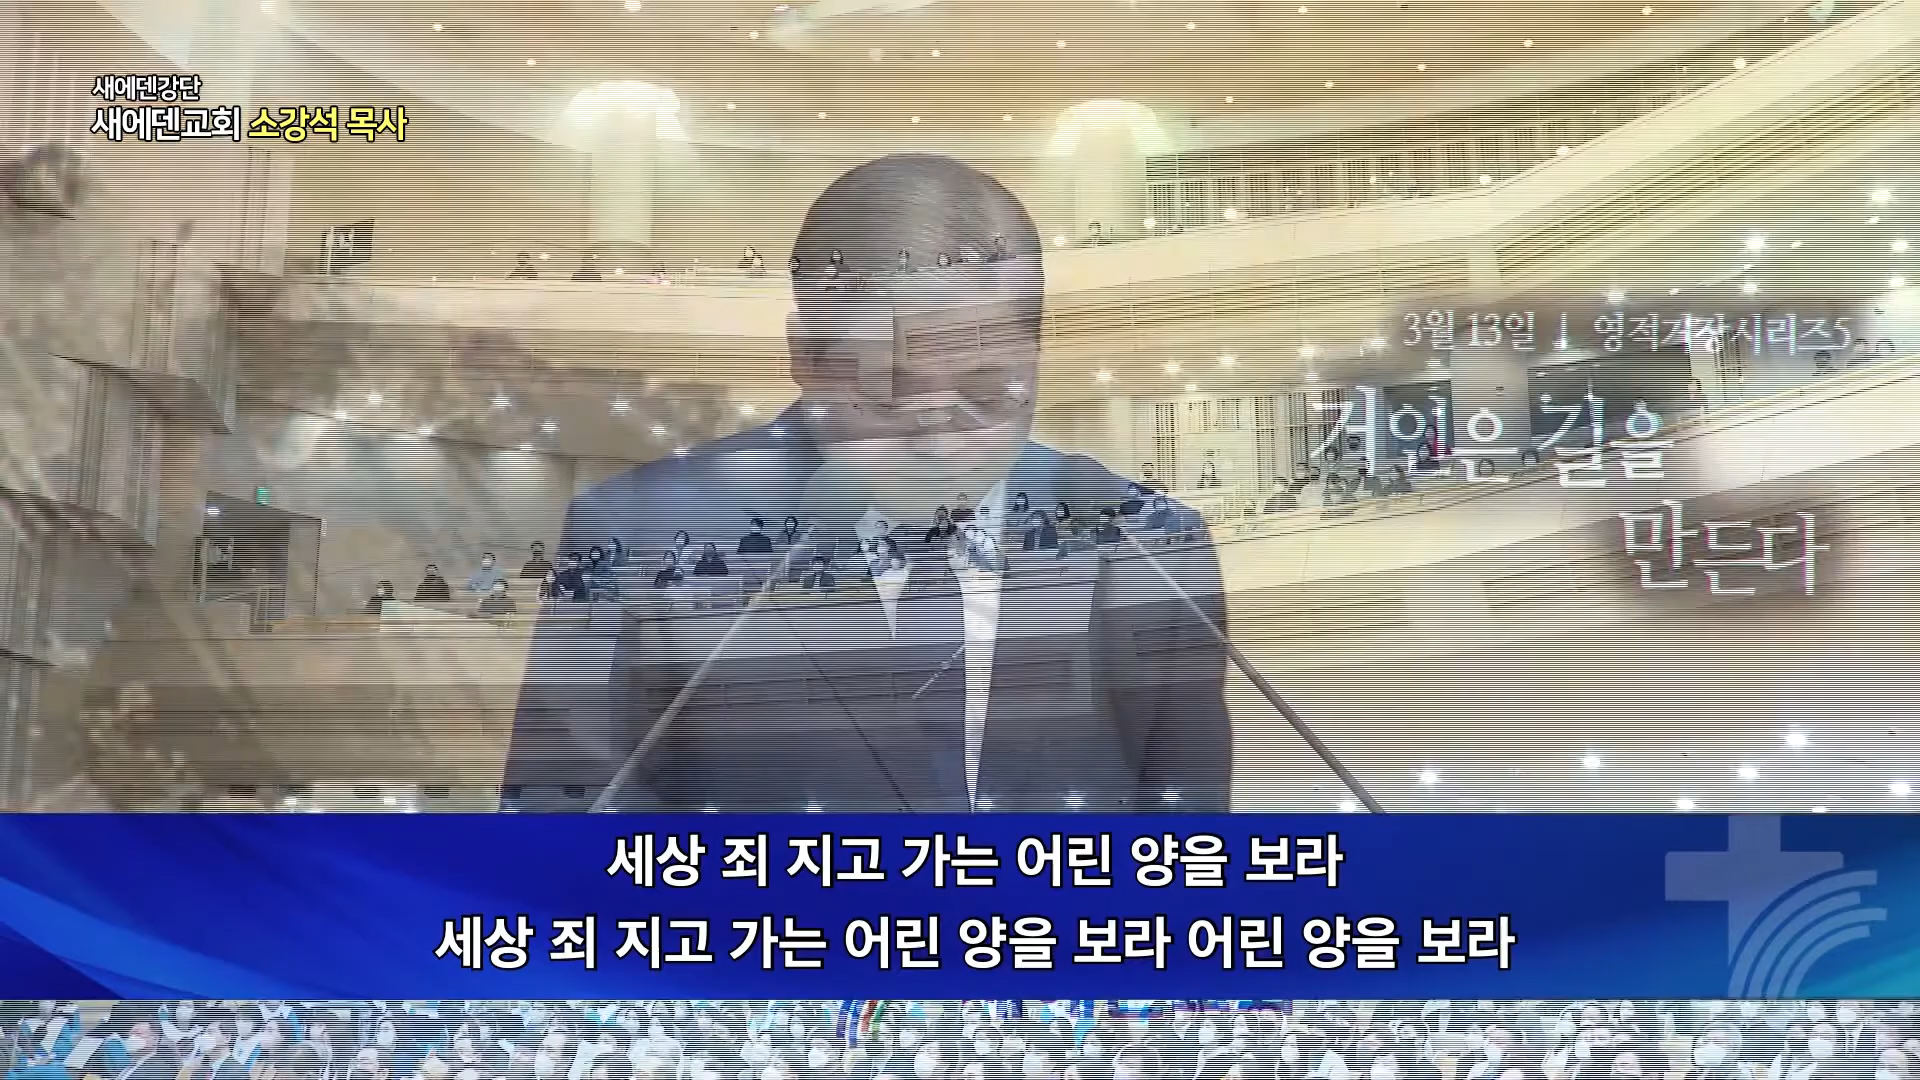 새에덴강단
새에덴교회 소강석 목사
3월 13일 | 영적거장시리즈5
거인은 길을
만든다
세상 죄 지고 가는 어린 양을 보라
세상 죄 지고 가는 어린 양을 보라 어린 양을 보라